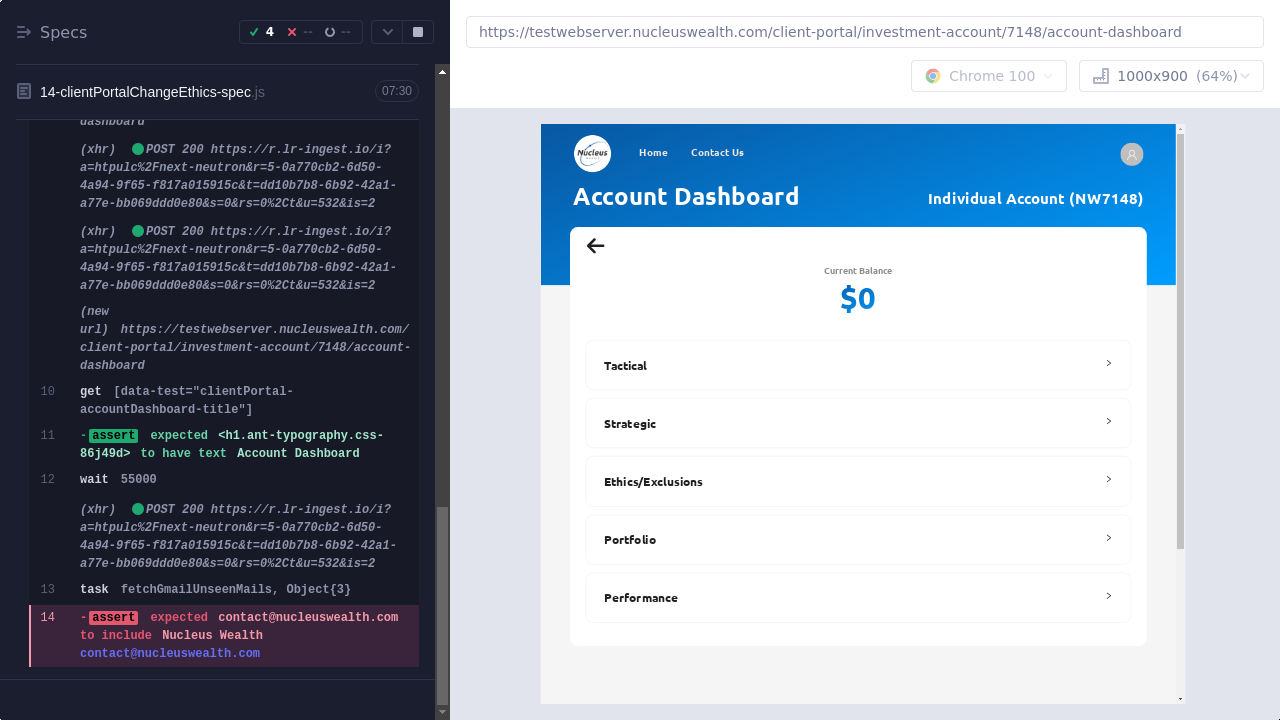 Specs
4
--
--
14-clientPortalChangeEthics-spec.js
07:30
dashboard
(xhr) POST 200 https://r.lr-ingest.io/i?
a=htpulc%2Fnext-neutron&r=5-0a770cb2-6d50-
4a94-9f65-f817a015915c&t=dd10b7b8-6b92-42a1-
a77e-bb069ddd0e80&s=0&rs=0%2Ct&u=532&is=2
(xhr) POST 200 https://r.lr-ingest.io/i?
a=htpulc%2Fnext-neutron&r=5-0a770cb2-6d50-
4a94-9f65-f817a015915c&t=dd10b7b8-6b92-42a1-
a77e-bb069ddd0e80&s=0&rs=0%2Ct&u=532&is=2
(new
url) https://testwebserver.nucleuswealth.com/
client-portal/investment-account/7148/account-
dashboard
10 get [data-test="clientPortal-
accountDashboard-title"]
11 -assert expected <h1.ant-typography.css-
86j49d> to have text Account Dashboard
12 wait 55000
(xhr) POST 200 https://r.lr-ingest.io/i?
a=htpulc%2Fnext-neutron&r=5-0a770cb2-6d50-
4a94-9f65-f817a015915c&t=dd10b7b8-6b92-42a1-
a77e-bb069ddd0e80&s=0&rs=0%2Ct&u=532&is=2
13 task fetchGmailUnseenMails, Object{3}
14 -assert expected contact@nucleuswealth.com
to include Nucleus Wealth
contact@nucleuswealth.com
https://testwebserver.nucleuswealth.com/client-portal/investment-account/7148/account-dashboard
Chrome 100
1000x900 (64%)
Nucleus
Home
Contact Us
Account Dashboard
Individual Account (NW7148)
Current Balance
$0
Tactical
Strategic
Ethics/Exclusions
Portfolio
Performance